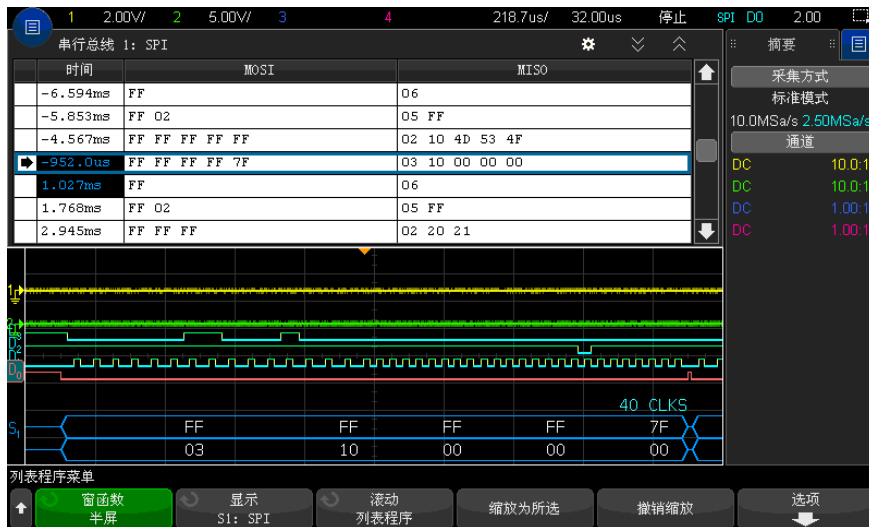 1 2.00V/ 2 5.00V/ 3 4 218.7us/ 32.00us 停止 SPI D0 2.00
串行总线 1: SPI
摘要
时间 MOSI MISO
采集方式
标准模式
10.0MSa/s 2.50MSa/s
通道
DC 10.0:1
DC 10.0:1
DC 1.00:1
DC 1.00:1
-6.594ms FF 06
-5.853ms FF 02 05 FF
-4.567ms FF FF FF FF FF 02 10 4D 53 4F
-952.0us FF FF FF FF 7F 03 10 00 00 00
1.027ms FF 06
1.768ms FF 02 05 FF
2.945ms FF FF FF 02 20 21
1
2
D2
D0
40 CLKS
S1
FF FF FF FF 7F
03 10 00 00 00
列表程序菜单
窗函数
半屏
显示
S1: SPI
滚动
列表程序
缩放为所选
撤销缩放
选项